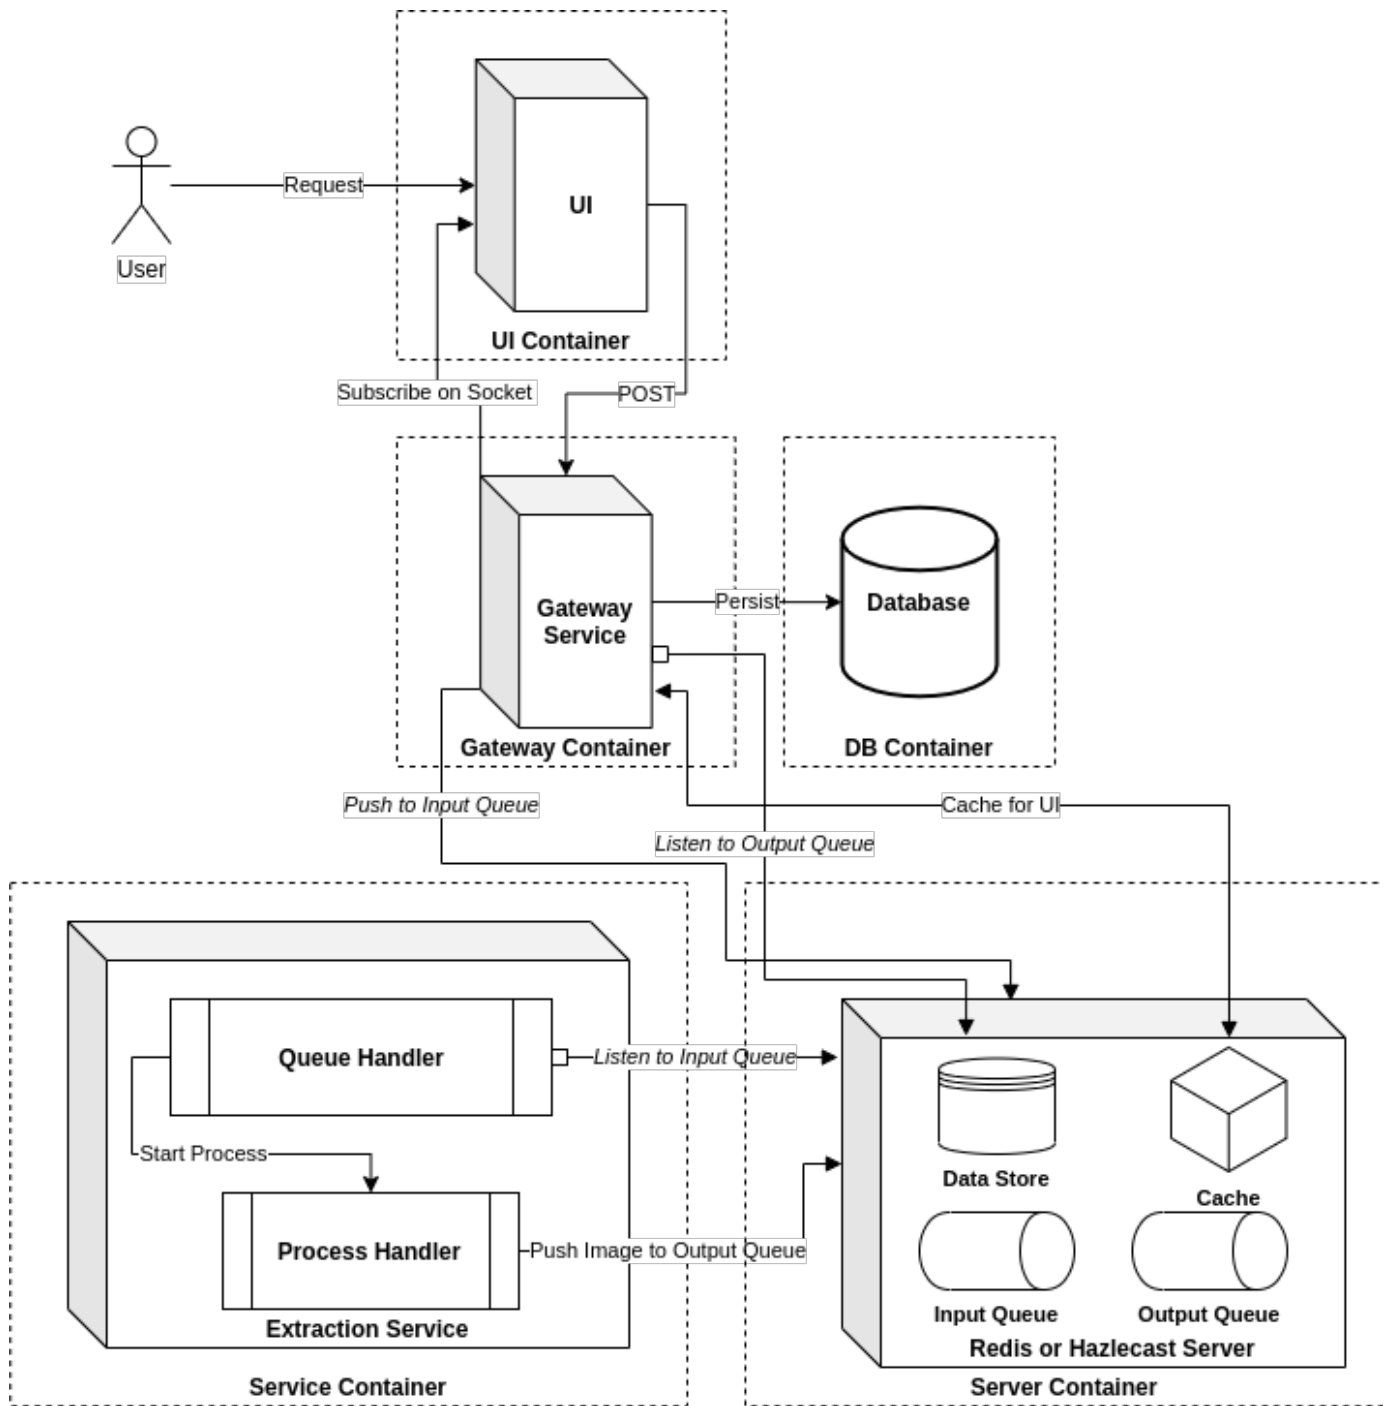 UI
Request
User
UI Container
Subscribe on Socket
POST
Gateway
Service
Persist
Database
Gateway Container
DB Container
Push to Input Queue
Cache for UI
Listen to Output Queue
Queue Handler
Listen to Input Queue
Start Process
Data Store
Cache
Process Handler
Push Image to Output Queue
Input Queue
Output Queue
Extraction Service
Redis or Hazlecast Server
Service Container
Server Container